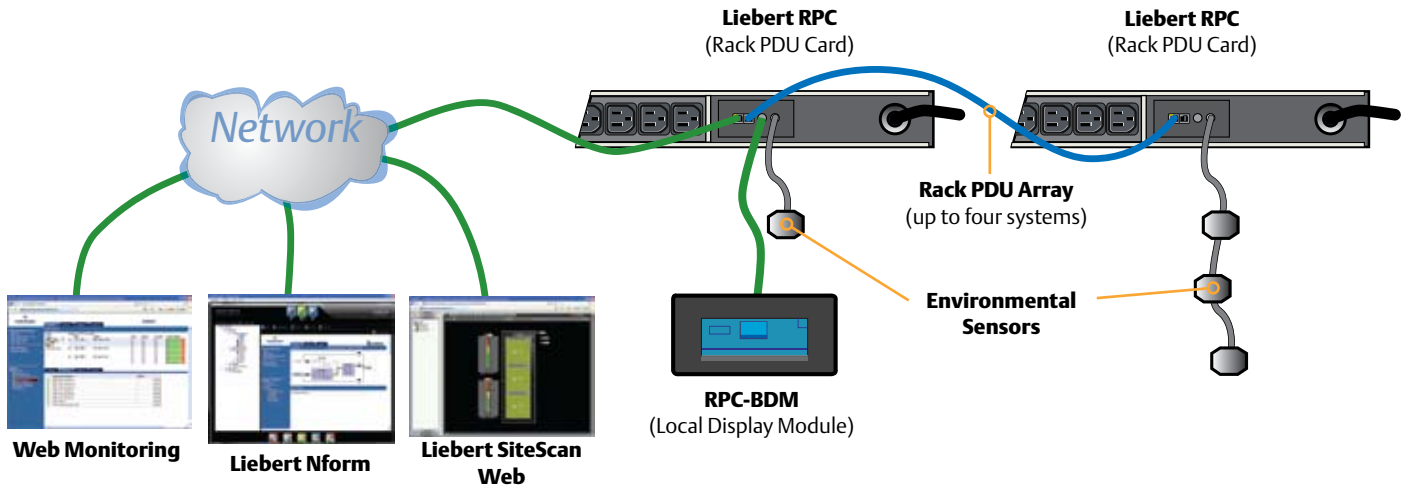 Liebert RPC
(Rack PDU Card)
Liebert RPC
(Rack PDU Card)
Network
Rack PDU Array
(up to four systems)
Environmental
Sensors
RPC-BDM
(Local Display Module)
Web Monitoring
Liebert Nform
Liebert SiteScan
Web